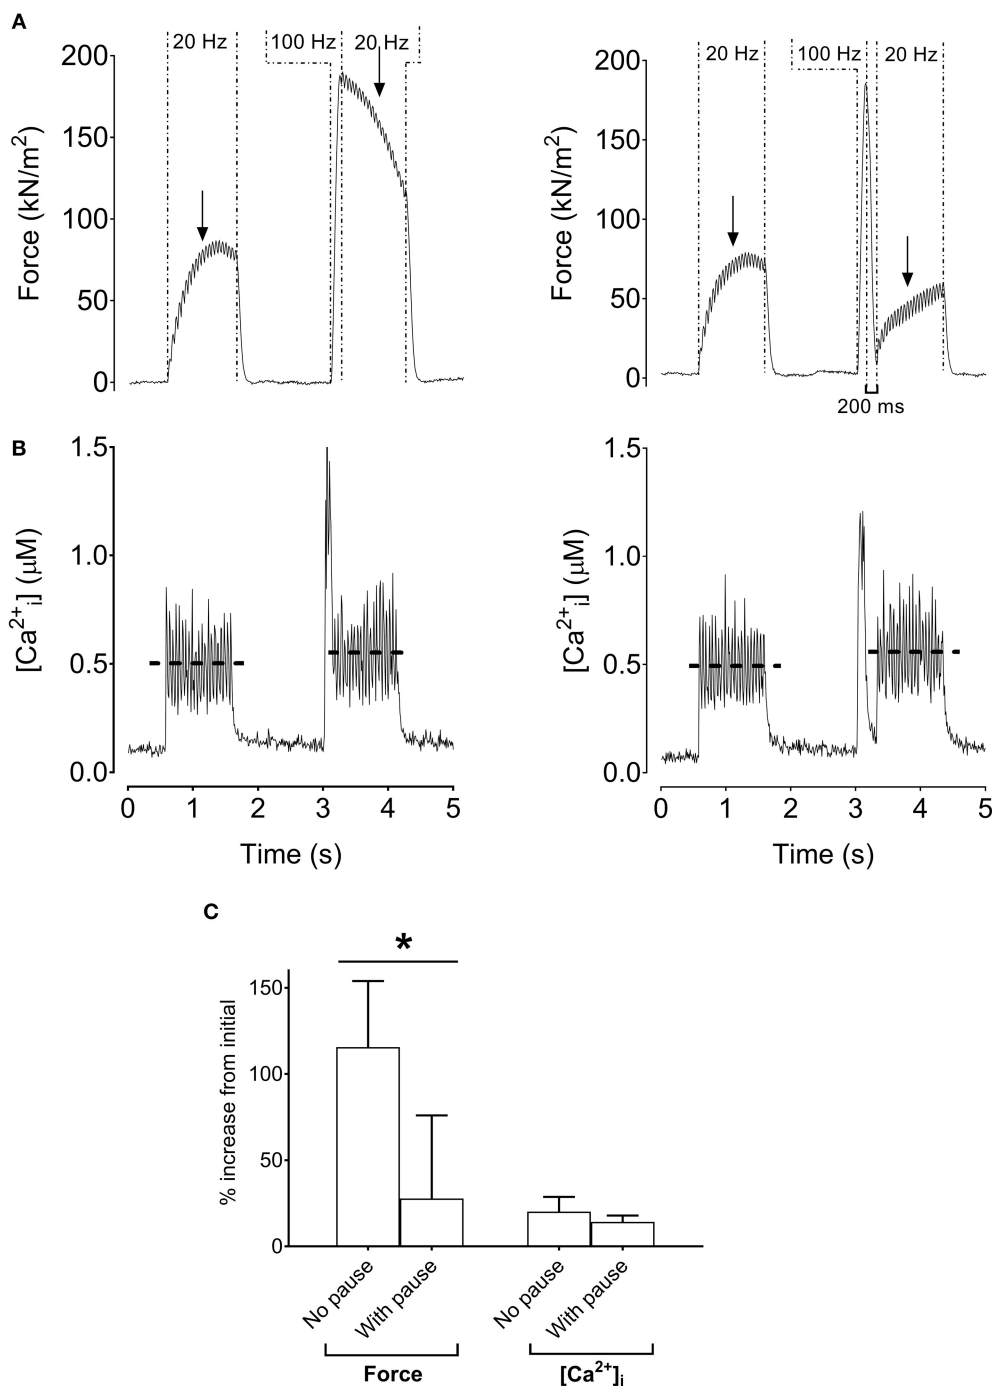 A
20 Hz 100 Hz 20 Hz
200
150
100
50
0
Force (kN/m²)
20 Hz 100 Hz 20 Hz
200
150
100
50
0
Force (kN/m²)
200 ms
B
1.5
1.0
0.5
0.0
[Ca²⁺ᵢ] (μM)
0 1 2 3 4 5
Time (s)
1.5
1.0
0.5
0.0
[Ca²⁺ᵢ] (μM)
0 1 2 3 4 5
Time (s)
C
*
150
100
50
0
% increase from initial
No pause With pause No pause With pause
Force [Ca²⁺]ᵢ